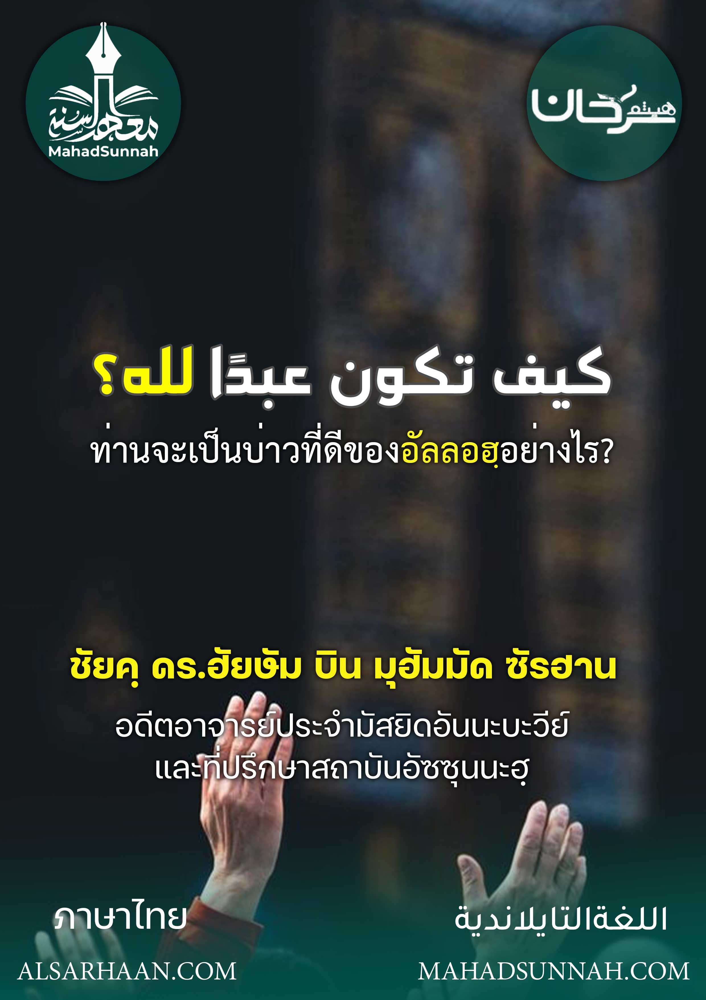 معهد السنة
MahadSunnah
هيثم سرحان
كيف تكون عبدًا لله؟
ท่านจะเป็นบ่าวที่ดีของอัลลอฮฺอย่างไร?
ชัยคฺ ดร.ฮัยษัม บิน มุฮัมมัด ซัรฮาน
อดีตอาจารย์ประจำมัสยิดอันนะบะวีย์
และที่ปรึกษาสถาบันอัซซุนนะฮฺ
ภาษาไทย
اللغةالتايلاندية
ALSARHAAN.COM
MAHADSUNNAH.COM